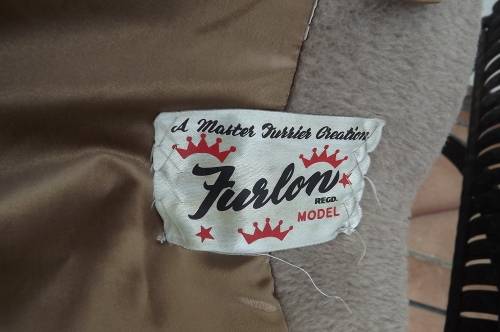 A Master Furrier Creation
Furlon
REGD.
MODEL